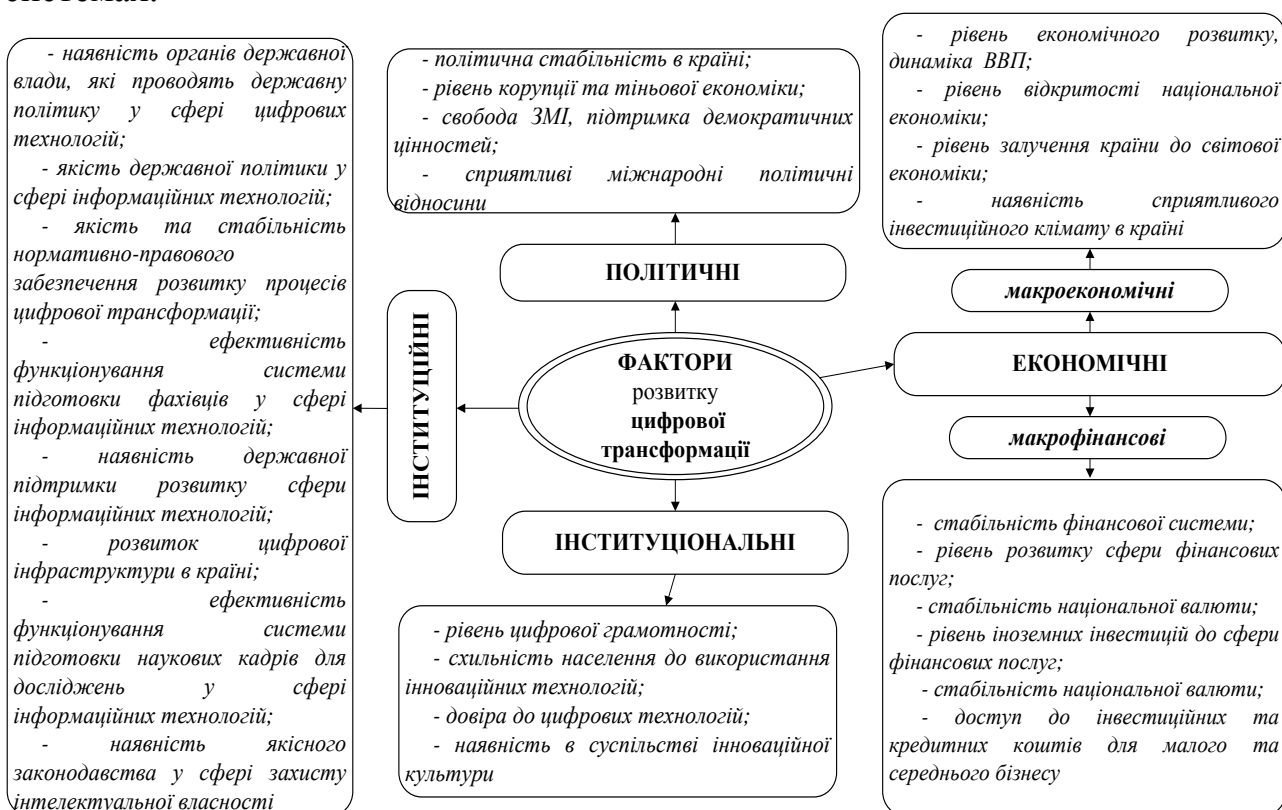 - наявність органів державної
влади, які проводять державну
політику у сфері цифрових
технологій;
- якість державної політики у
сфері інформаційних технологій;
- якість та стабільність
нормативно-правового
забезпечення розвитку процесів
цифрової трансформації;
- ефективність
функціонування системи
підготовки фахівців у сфері
інформаційних технологій;
- наявність державної
підтримки розвитку сфери
інформаційних технологій;
- розвиток цифрової
інфраструктури в країні;
- ефективність
функціонування системи
підготовки наукових кадрів для
досліджень у сфері
інформаційних технологій;
- наявність якісного
законодавства у сфері захисту
інтелектуальної власності
ІНСТИТУЦІЙНІ
- політична стабільність в країні;
- рівень корупції та тіньової економіки;
- свобода ЗМІ, підтримка демократичних
цінностей;
- сприятливі міжнародні політичні
відносини
ПОЛІТИЧНІ
ФАКТОРИ
розвитку
цифрової
трансформації
ІНСТИТУЦІОНАЛЬНІ
- рівень цифрової грамотності;
- схильність населення до використання
інноваційних технологій;
- довіра до цифрових технологій;
- наявність в суспільстві інноваційної
культури
- рівень економічного розвитку,
динаміка ВВП;
- рівень відкритості національної
економіки;
- рівень залучення країни до світової
економіки;
- наявність сприятливого
інвестиційного клімату в країні
макроекономічні
ЕКОНОМІЧНІ
макрофінансові
- стабільність фінансової системи;
- рівень розвитку сфери фінансових
послуг;
- стабільність національної валюти;
- рівень іноземних інвестицій до сфери
фінансових послуг;
- стабільність національної валюти;
- доступ до інвестиційних та
кредитних коштів для малого та
середнього бізнесу